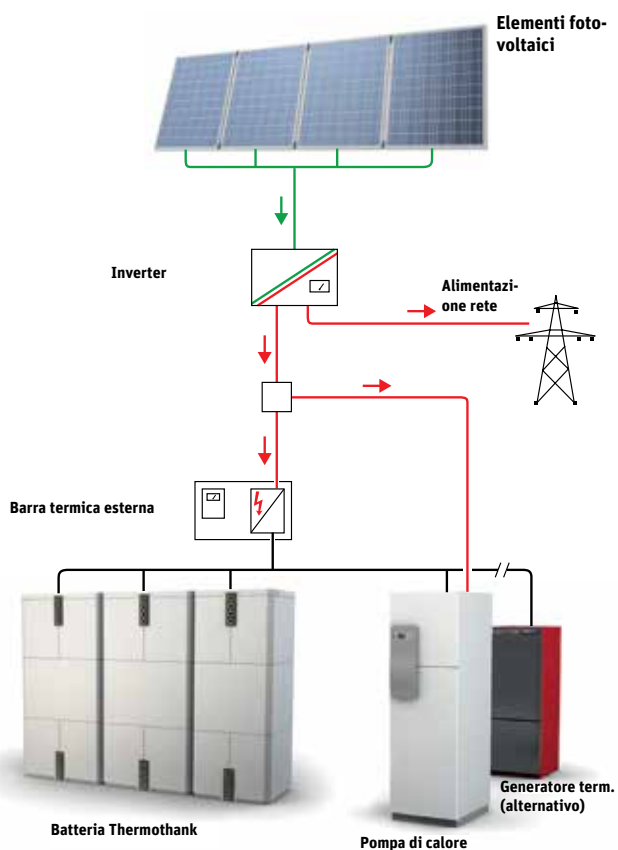 Elementi foto-
voltaici
Inverter
Alimentazi-
one rete
Barra termica esterna
Batteria Thermothank
Pompa di calore
Generatore term.
(alternativo)